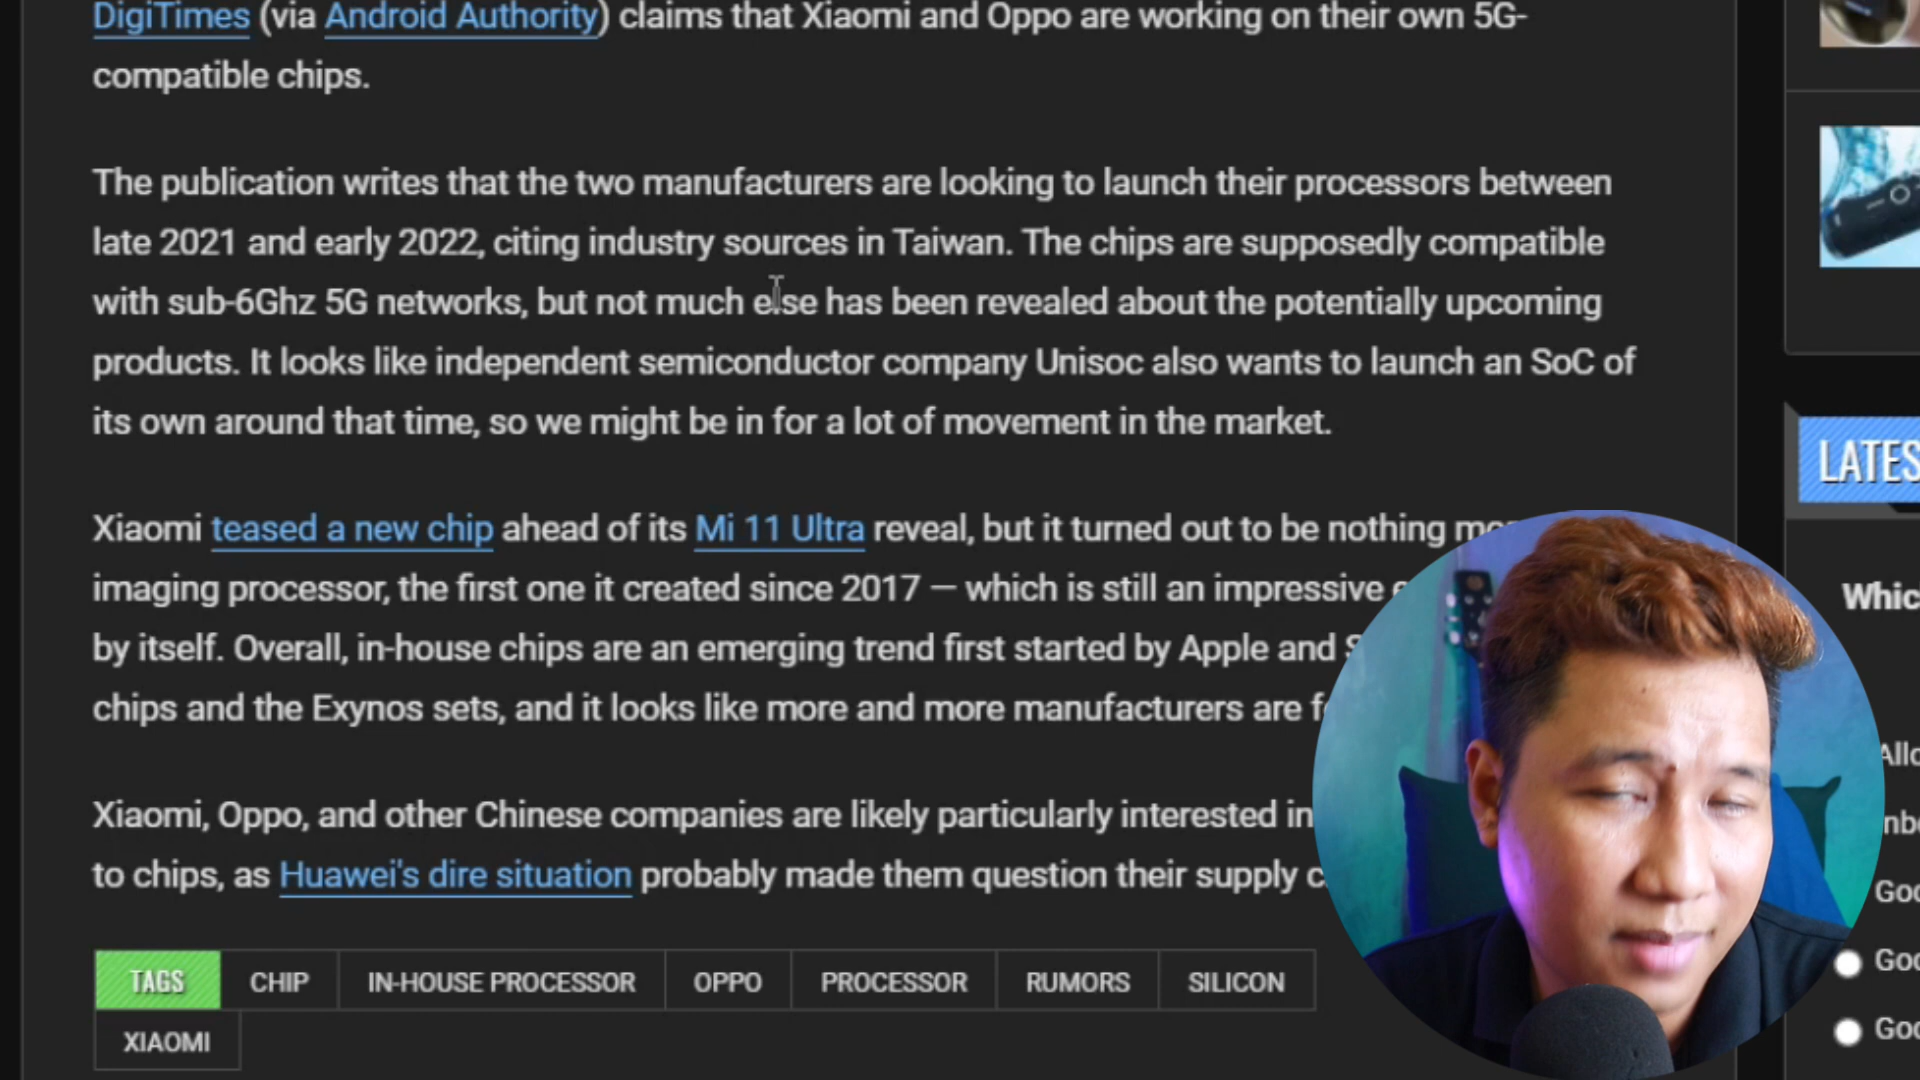 DigiTimes (via Android Authority) claims that Xiaomi and Oppo are working on their own 5G-
compatible chips.
The publication writes that the two manufacturers are looking to launch their processors between
late 2021 and early 2022, citing industry sources in Taiwan. The chips are supposedly compatible
with sub-6Ghz 5G networks, but not much else has been revealed about the potentially upcoming
products. It looks like independent semiconductor company Unisoc also wants to launch an SoC of
its own around that time, so we might be in for a lot of movement in the market.
Xiaomi teased a new chip ahead of its Mi 11 Ultra reveal, but it turned out to be nothing
imaging processor, the first one it created since 2017 — which is still an impressive
by itself. Overall, in-house chips are an emerging trend first started by Apple and
chips and the Exynos sets, and it looks like more and more manufacturers are
Xiaomi, Oppo, and other Chinese companies are likely particularly interested in
to chips, as Huawei's dire situation probably made them question their supply
TAGS CHIP IN-HOUSE PROCESSOR OPPO PROCESSOR RUMORS SILICON
XIAOMI
LATES
Whic
Allo
Goo
Goo
Goo